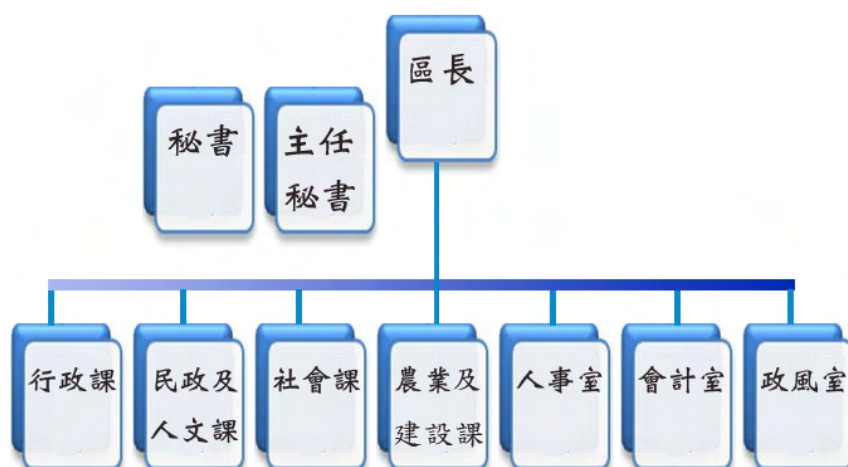 區長
秘書
主任
秘書
行政課
民政及
人文課
社會課
農業及
建設課
人事室
會計室
政風室